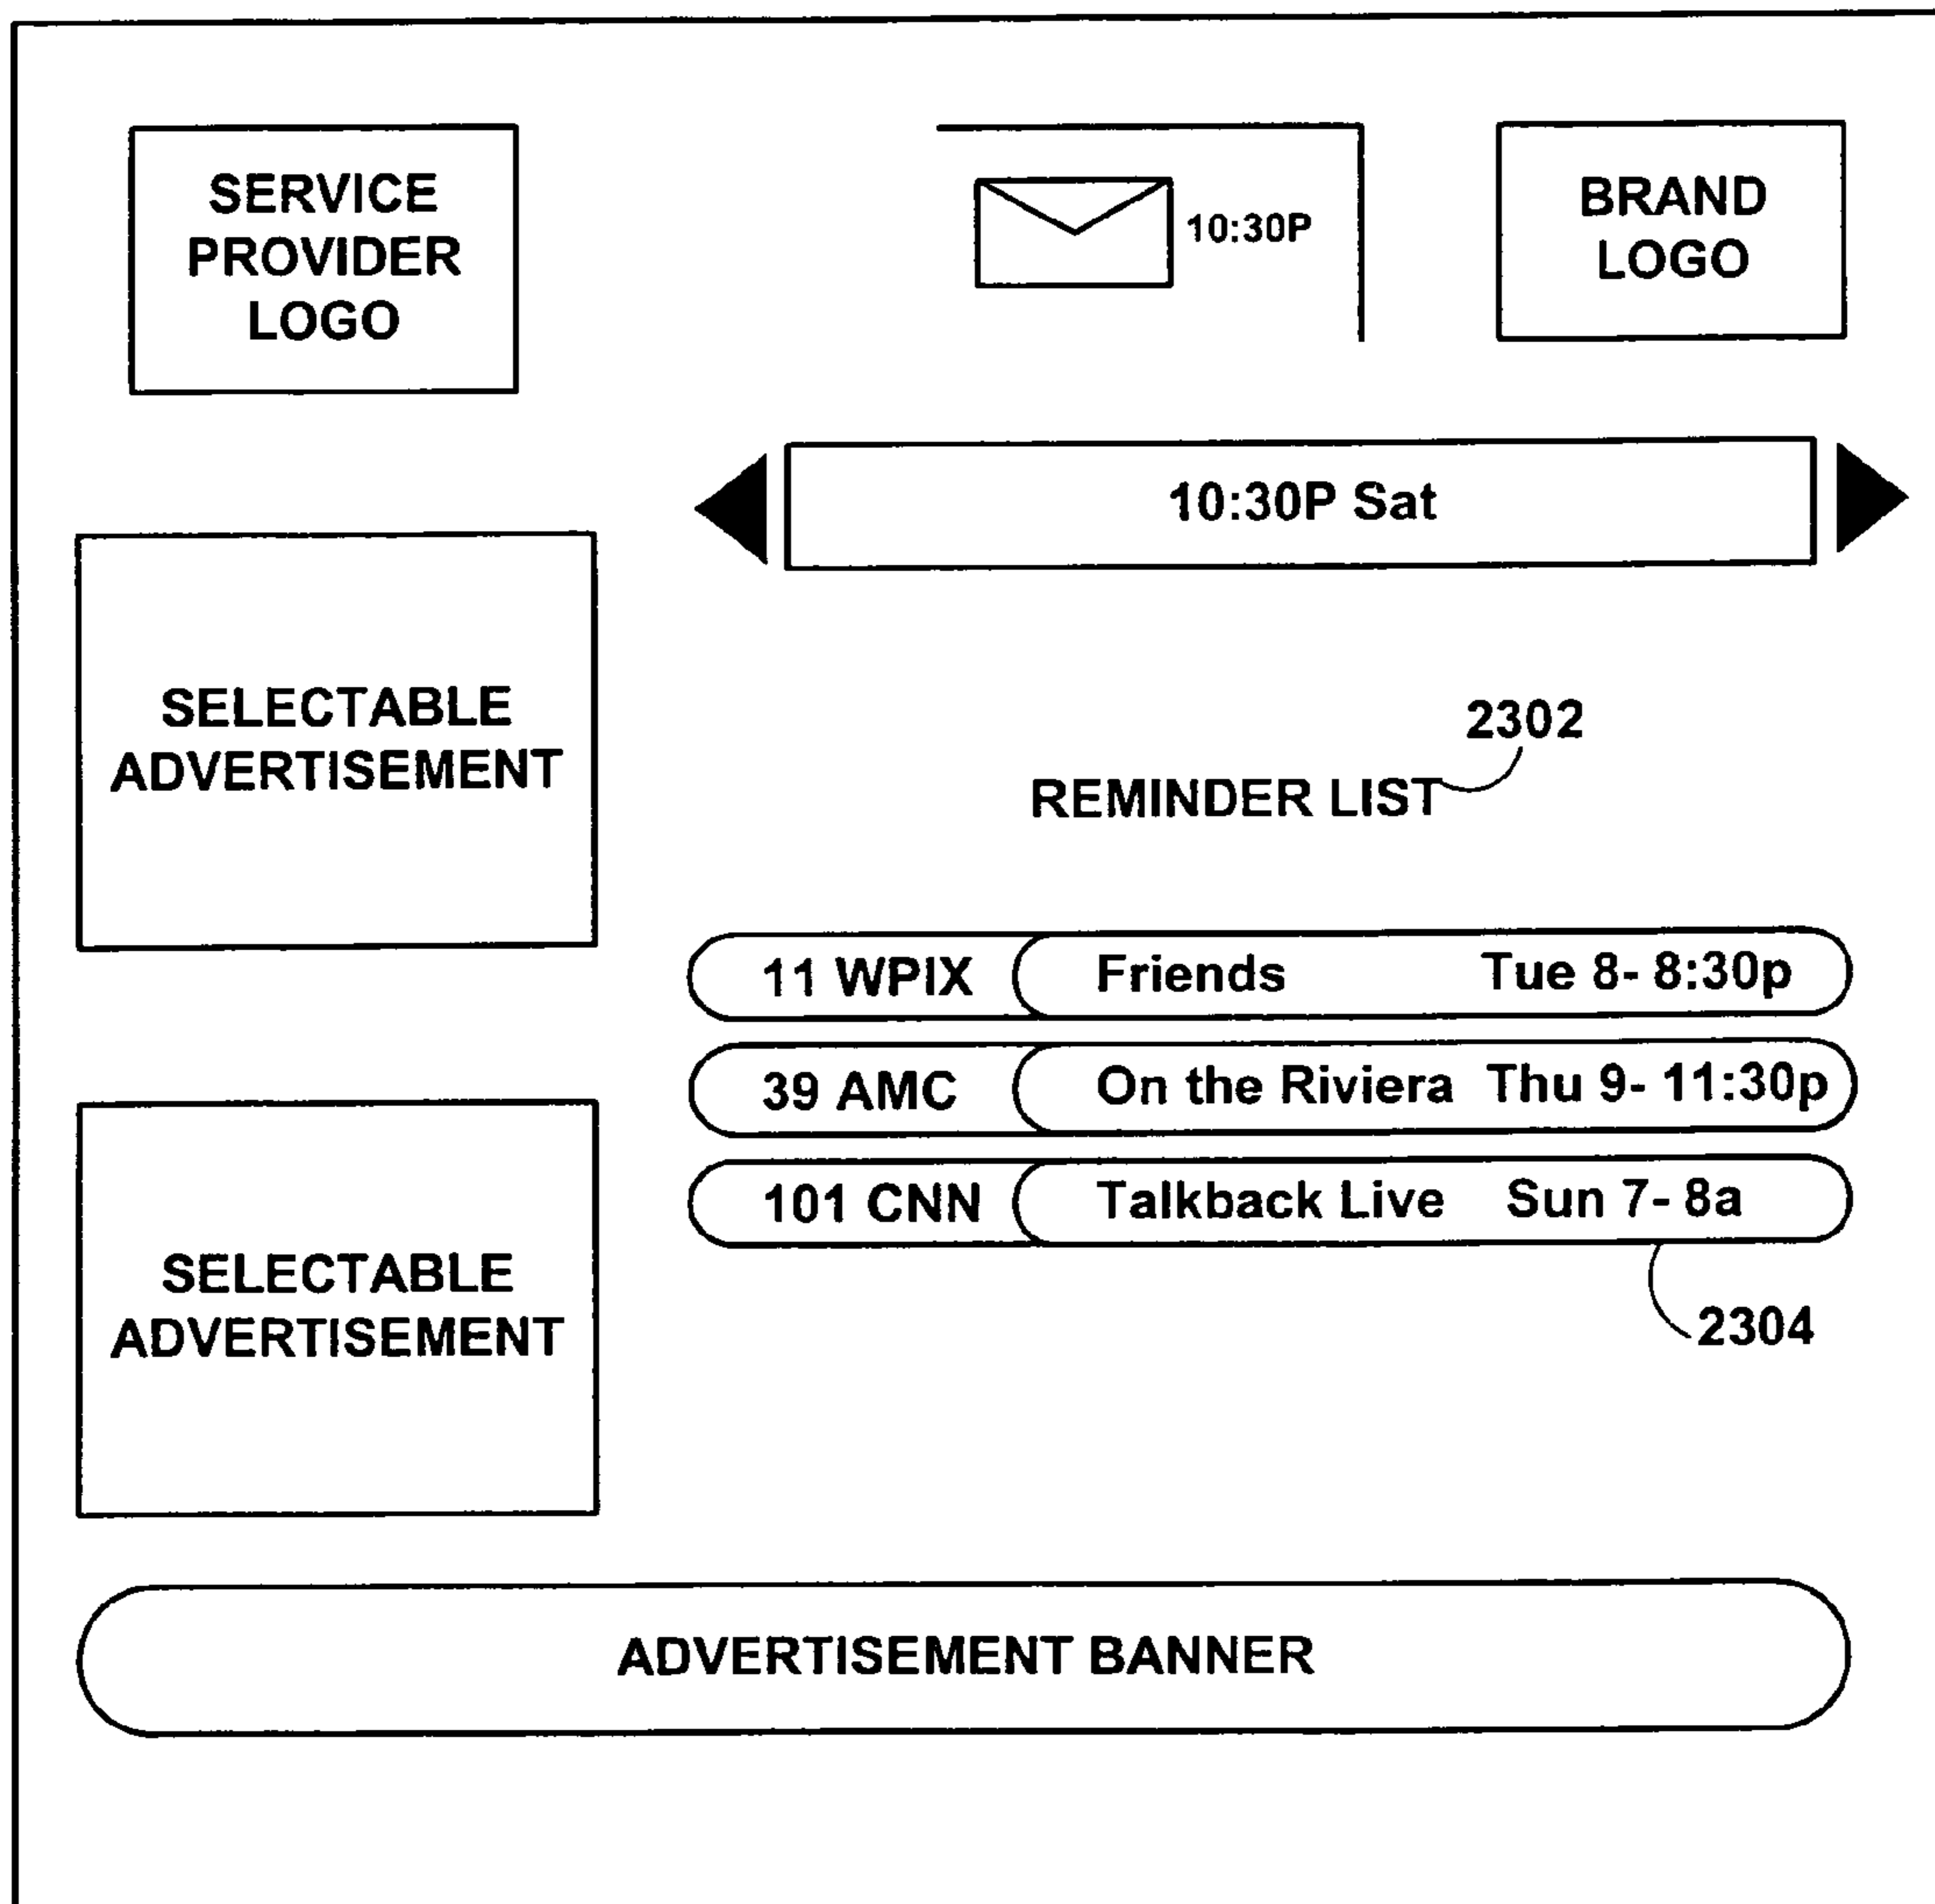 SERVICE
PROVIDER
LOGO
10:30P
BRAND
LOGO
10:30P Sat
SELECTABLE
ADVERTISEMENT
2302
REMINDER LIST
11 WPIX Friends Tue 8- 8:30p
39 AMC On the Riviera Thu 9- 11:30p
101 CNN Talkback Live Sun 7- 8a
2304
SELECTABLE
ADVERTISEMENT
ADVERTISEMENT BANNER